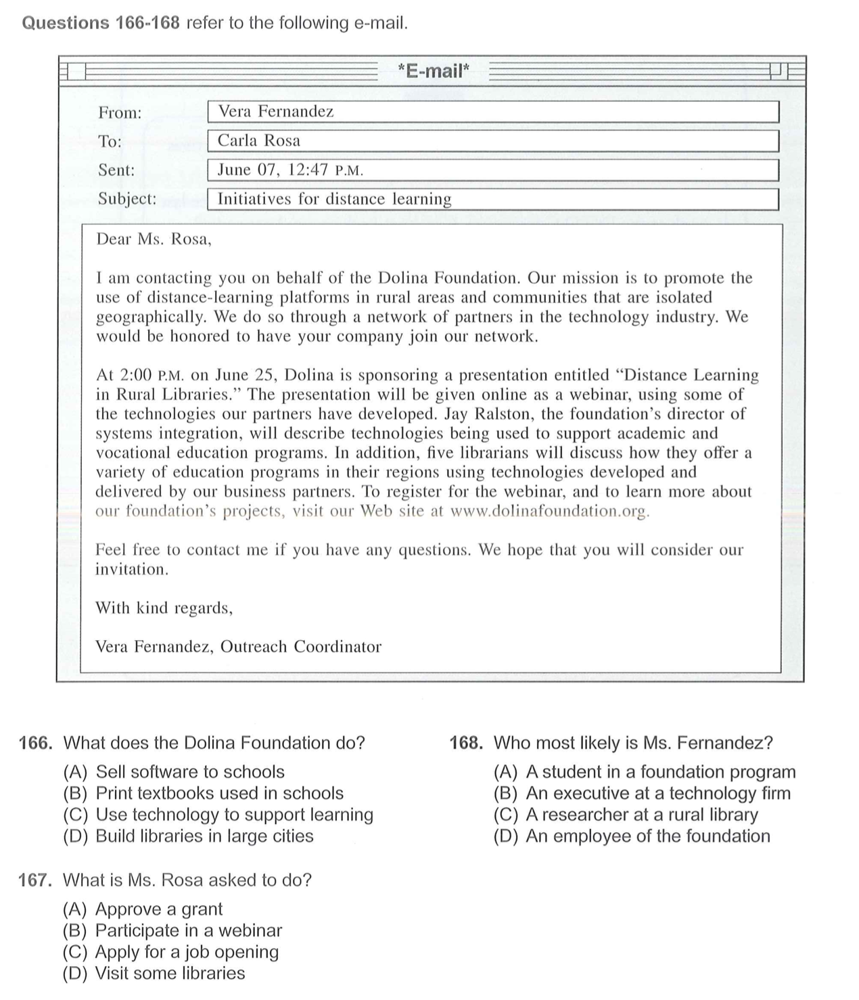 Questions 166-168 refer to the following e-mail.
*E-mail*
From: Vera Fernandez
To: Carla Rosa
Sent: June 07, 12:47 P.M.
Subject: Initiatives for distance learning
Dear Ms. Rosa,
I am contacting you on behalf of the Dolina Foundation. Our mission is to promote the
use of distance-learning platforms in rural areas and communities that are isolated
geographically. We do so through a network of partners in the technology industry. We
would be honored to have your company join our network.
At 2:00 P.M. on June 25, Dolina is sponsoring a presentation entitled “Distance Learning
in Rural Libraries.” The presentation will be given online as a webinar, using some of
the technologies our partners have developed. Jay Ralston, the foundation’s director of
systems integration, will describe technologies being used to support academic and
vocational education programs. In addition, five librarians will discuss how they offer a
variety of education programs in their regions using technologies developed and
delivered by our business partners. To register for the webinar, and to learn more about
our foundation’s projects, visit our Web site at www.dolinafoundation.org.
Feel free to contact me if you have any questions. We hope that you will consider our
invitation.
With kind regards,
Vera Fernandez, Outreach Coordinator
166. What does the Dolina Foundation do?
(A) Sell software to schools
(B) Print textbooks used in schools
(C) Use technology to support learning
(D) Build libraries in large cities
167. What is Ms. Rosa asked to do?
(A) Approve a grant
(B) Participate in a webinar
(C) Apply for a job opening
(D) Visit some libraries
168. Who most likely is Ms. Fernandez?
(A) A student in a foundation program
(B) An executive at a technology firm
(C) A researcher at a rural library
(D) An employee of the foundation